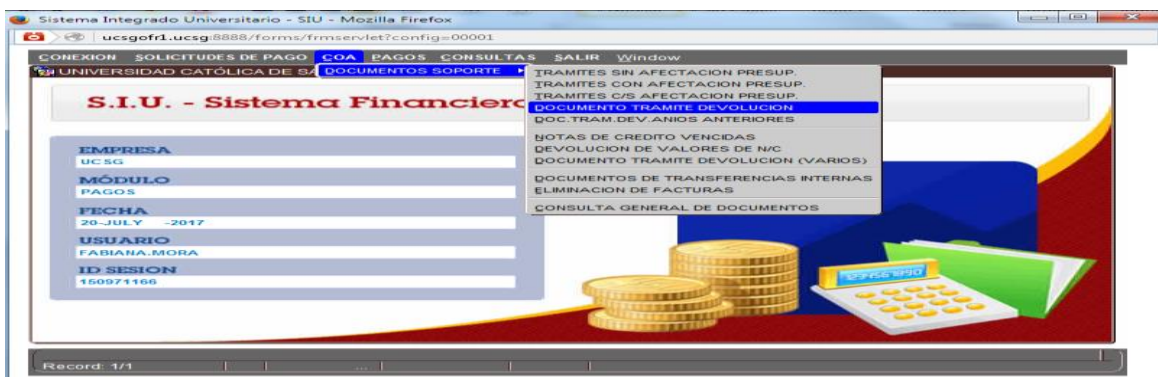 Sistema Integrado Universitario - SIU - Mozilla Firefox
ucsgofr1.ucsg:8888/forms/frmservlet?config=00001
CONEXION SOLICITUDES DE PAGO COA PAGOS CONSULTAS SALIR Window
UNIVERSIDAD CATÓLICA DE SA
DOCUMENTOS SOPORTE
TRAMITES SIN AFECTACION PRESUP.
TRAMITES CON AFECTACION PRESUP.
TRAMITES C/S AFECTACION PRESUP.
DOCUMENTO TRAMITE DEVOLUCION
DOC.TRAM.DEV.ANIOS ANTERIORES
NOTAS DE CREDITO VENCIDAS
DEVOLUCION DE VALORES DE N/C
DOCUMENTO TRAMITE DEVOLUCION (VARIOS)
DOCUMENTOS DE TRANSFERENCIAS INTERNAS
ELIMINACION DE FACTURAS
CONSULTA GENERAL DE DOCUMENTOS
S.I.U. - Sistema Financiero
EMPRESA
UCSG
MÓDULO
PAGOS
FECHA
20-JULY -2017
USUARIO
FABIANA.MORA
ID SESION
150971166
1234567890
Record: 1/1
...